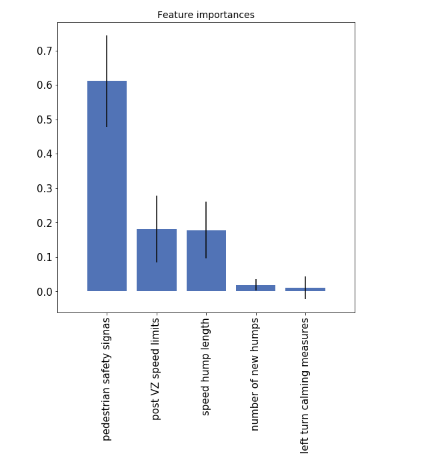 Feature importances
0.7
0.6
0.5
0.4
0.3
0.2
0.1
0.0
pedestrian safety signas
post VZ speed limits
speed hump length
number of new humps
left turn calming measures